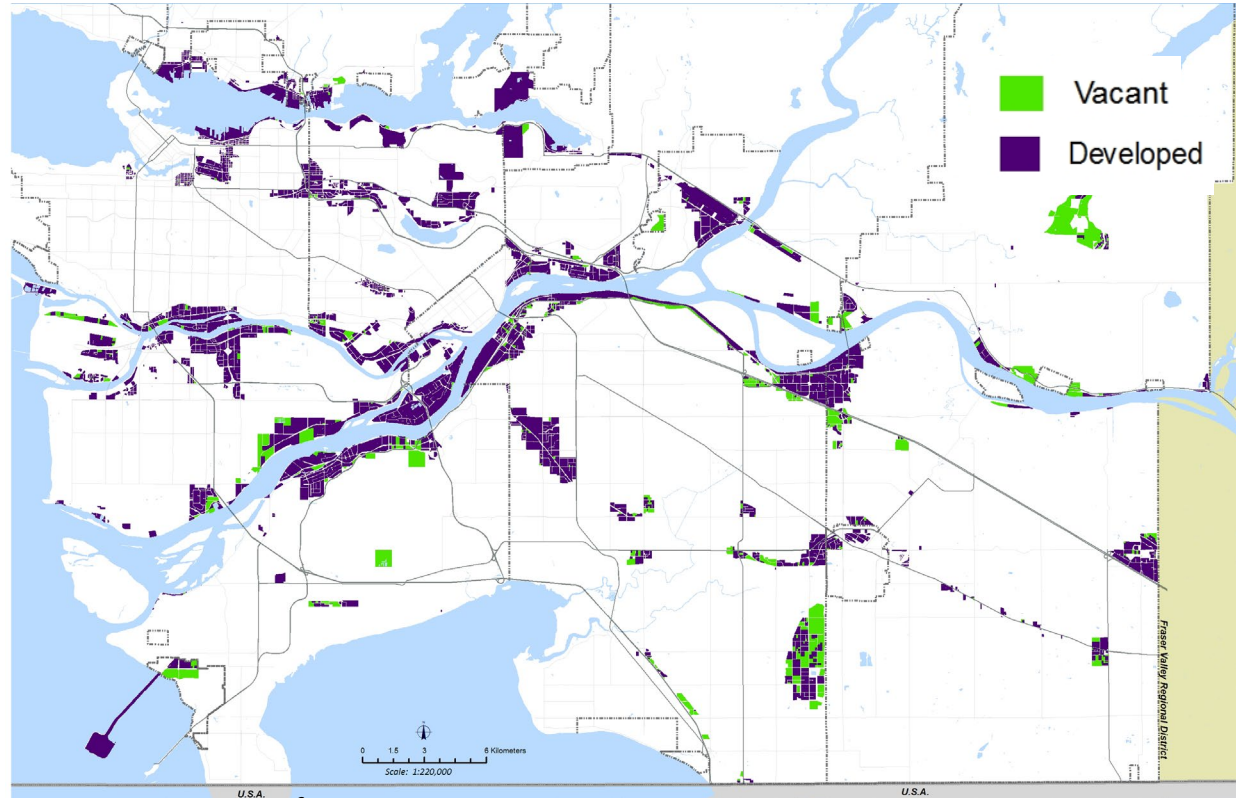 Vacant
Developed
Fraser Valley Regional District
0 1.5 3 6 Kilometers
Scale: 1:220,000
U.S.A.
U.S.A.